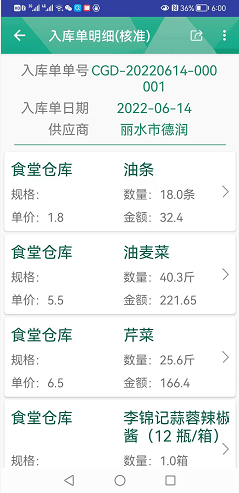 36% 6:00
入库单明细(核准)
入库单单号 CGD-20220614-000
001
入库单日期 2022-06-14
供应商 丽水市德润
食堂仓库 油条
规格: 数量: 18.0条
单价: 1.8 金额: 32.4
食堂仓库 油麦菜
规格: 数量: 40.3斤
单价: 5.5 金额: 221.65
食堂仓库 芹菜
规格: 数量: 25.6斤
单价: 6.5 金额: 166.4
食堂仓库 李锦记蒜蓉辣椒
酱（12 瓶/箱）
规格: 数量: 1.0箱